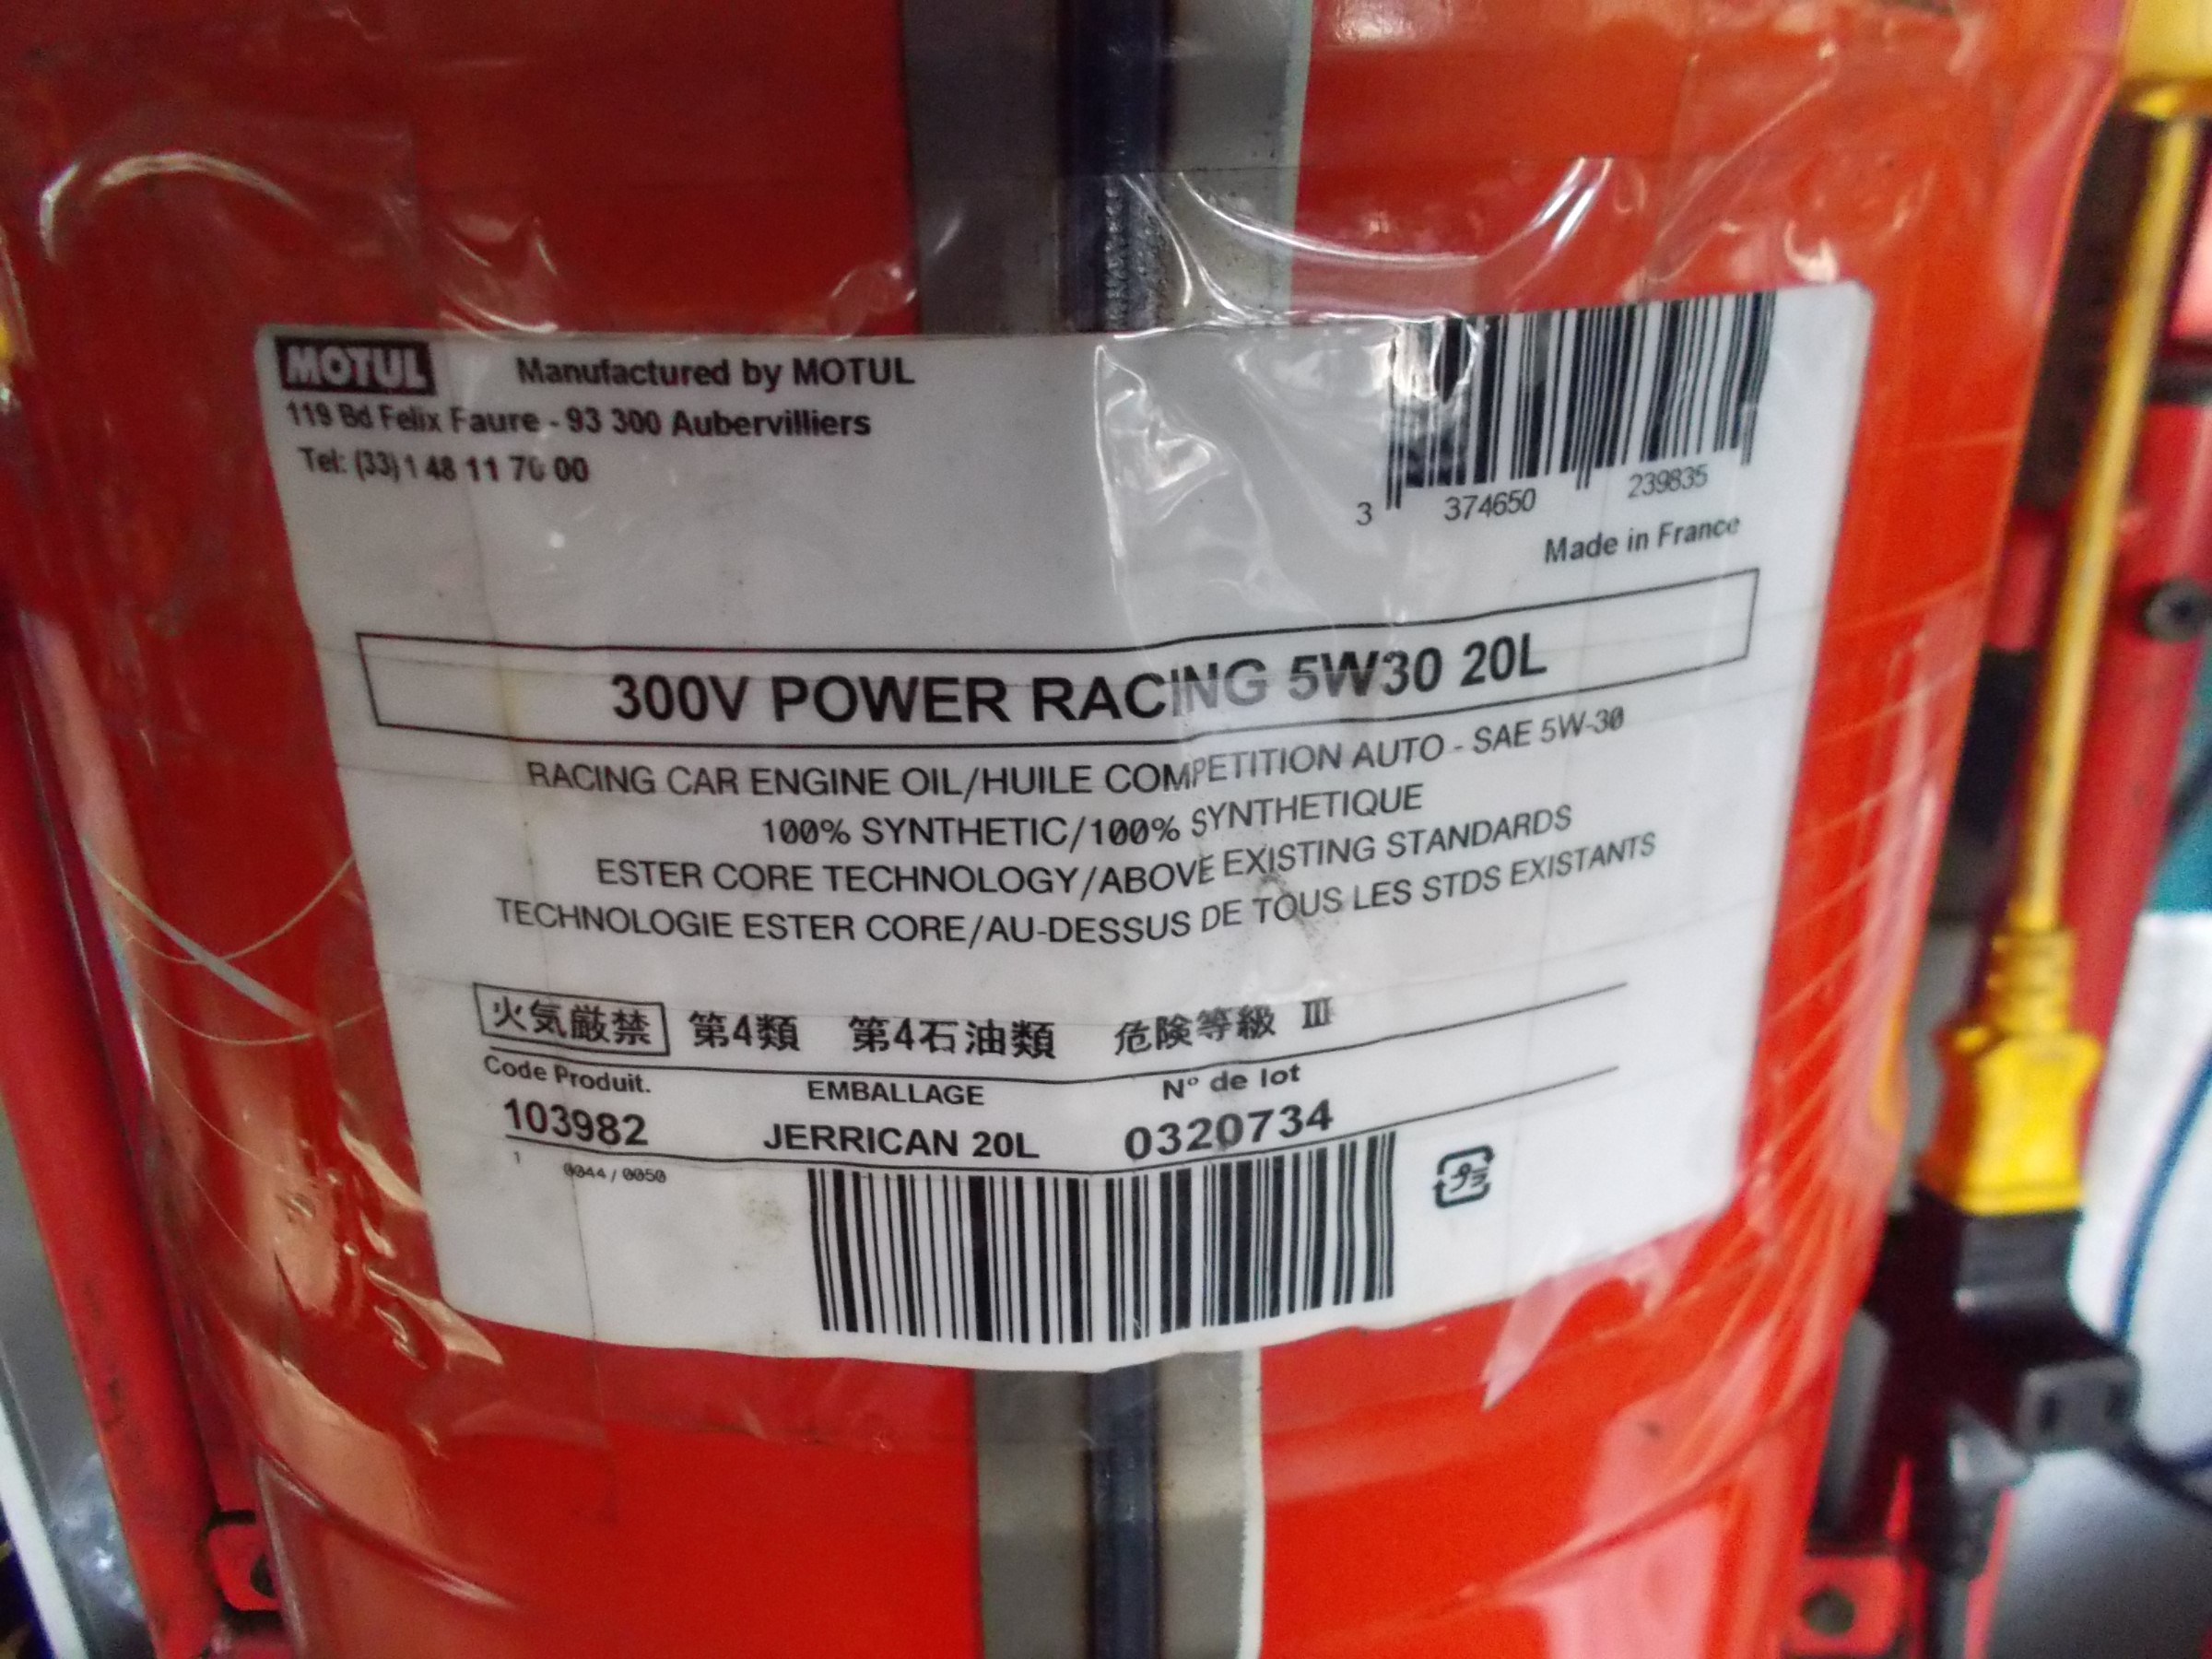 MOTUL Manufactured by MOTUL
119 Bd Felix Faure - 93 300 Aubervilliers
Tel: (33) 1 48 11 70 00
3 374650 239835
Made in France
300V POWER RACING 5W30 20L
RACING CAR ENGINE OIL/HUILE COMPETITION AUTO - SAE 5W-30
100% SYNTHETIC/100% SYNTHETIQUE
ESTER CORE TECHNOLOGY/ABOVE EXISTING STANDARDS
TECHNOLOGIE ESTER CORE/AU-DESSUS DE TOUS LES STDS EXISTANTS
火気厳禁 第4類 第4石油類 危険等級 III
Code Produit. EMBALLAGE N° de lot
103982 JERRICAN 20L 0320734
1 0044 / 0050
プラ